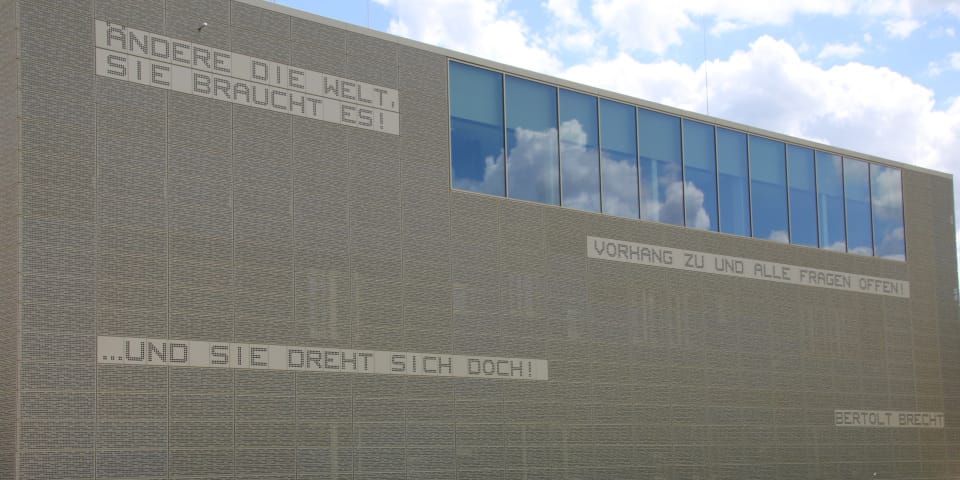 ÄNDERE DIE WELT,
SIE BRAUCHT ES!
VORHANG ZU UND ALLE FRAGEN OFFEN!
...UND SIE DREHT SICH DOCH!
BERTOLT BRECHT